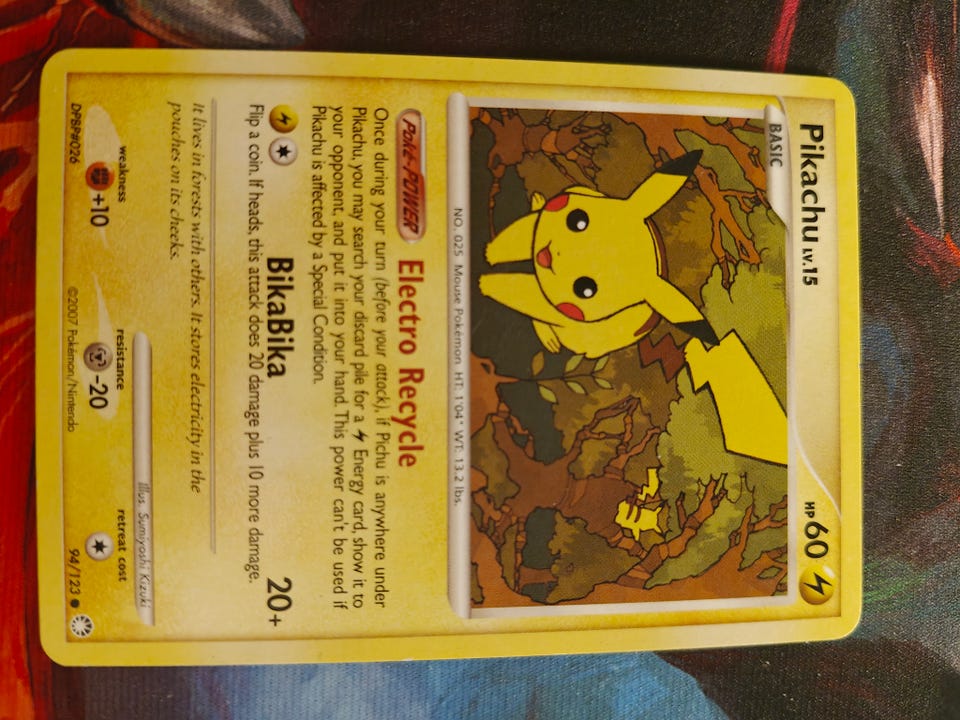 Pikachu LV.15
HP 60
BASIC
NO. 025 Mouse Pokémon HT: 1'04" WT: 13.2 lbs.
Poké-POWER Electro Recycle
Once during your turn (before your attack), if Pichu is anywhere under
Pikachu, you may search your discard pile for a Energy card, show it to
your opponent, and put it into your hand. This power can't be used if
Pikachu is affected by a Special Condition.
BikaBika 20+
Flip a coin. If heads, this attack does 20 damage plus 10 more damage.
It lives in forests with others. It stores electricity in the
pouches on its cheeks.
Illus. Sumiyoshi Kizuki
weakness resistance retreat cost
+10 -20
DPBP#026 ©2007 Pokémon/Nintendo 94/123